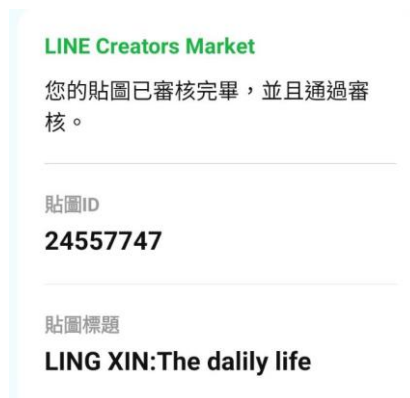 LINE Creators Market
您的貼圖已審核完畢，並且通過審
核。
貼圖ID
24557747
貼圖標題
LING XIN:The dalily life